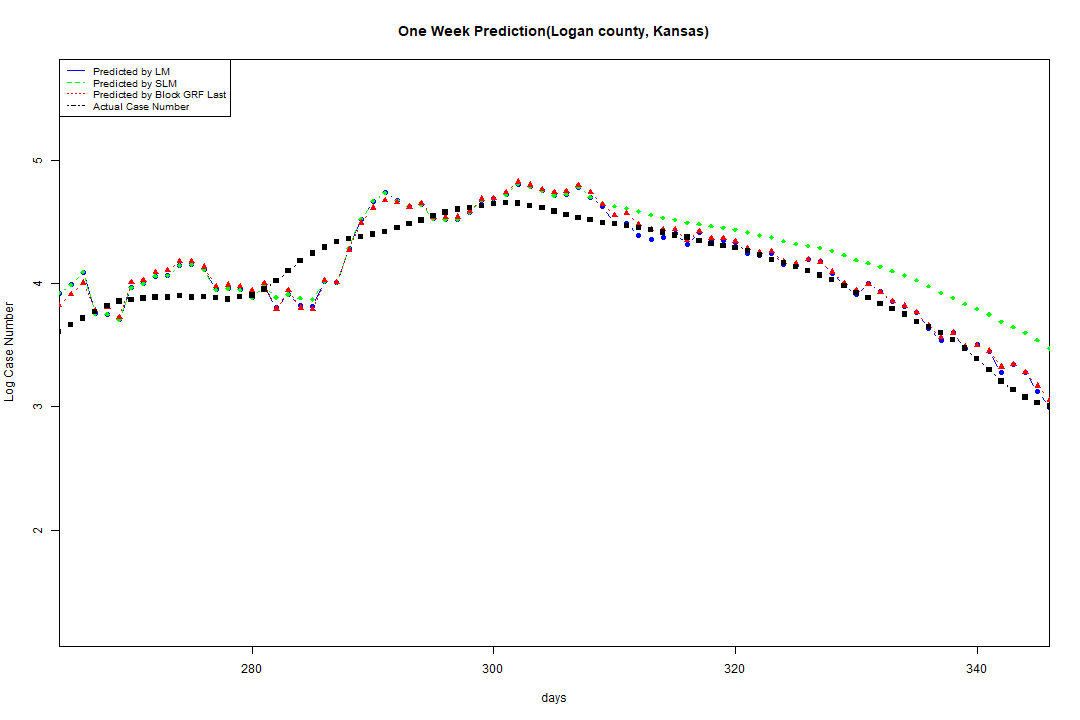 One Week Prediction(Logan county, Kansas)
Predicted by LM
Predicted by SLM
Predicted by Block GRF Last
Actual Case Number
5
4
3
2
Log Case Number
280 300 320 340
days